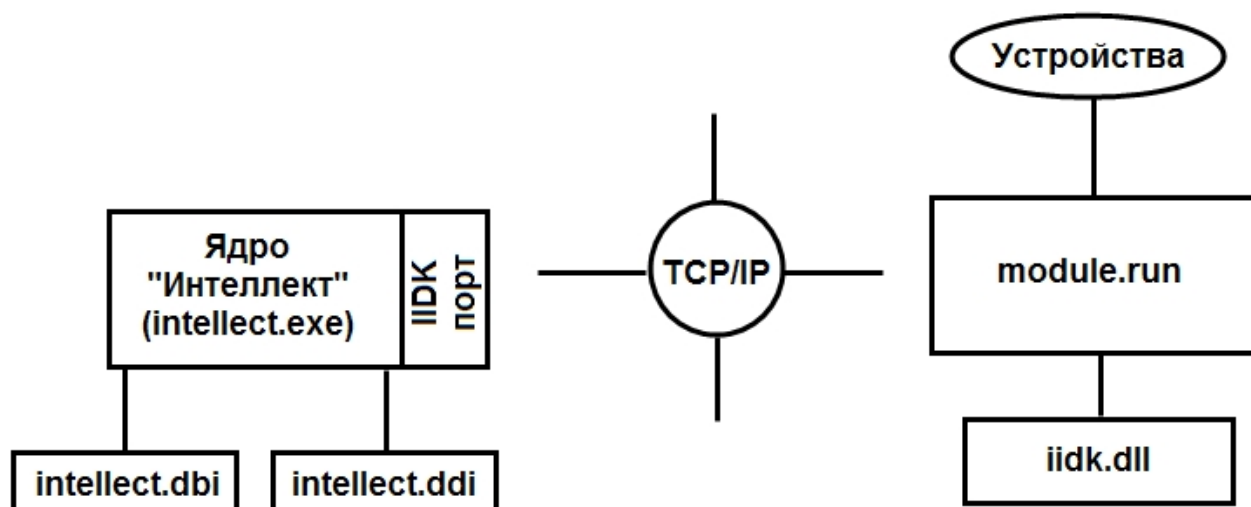 Устройства
Ядро
"Интеллект"
(intellect.exe)
IIDK
порт
TCP/IP
module.run
intellect.dbi
intellect.ddi
iidk.dll